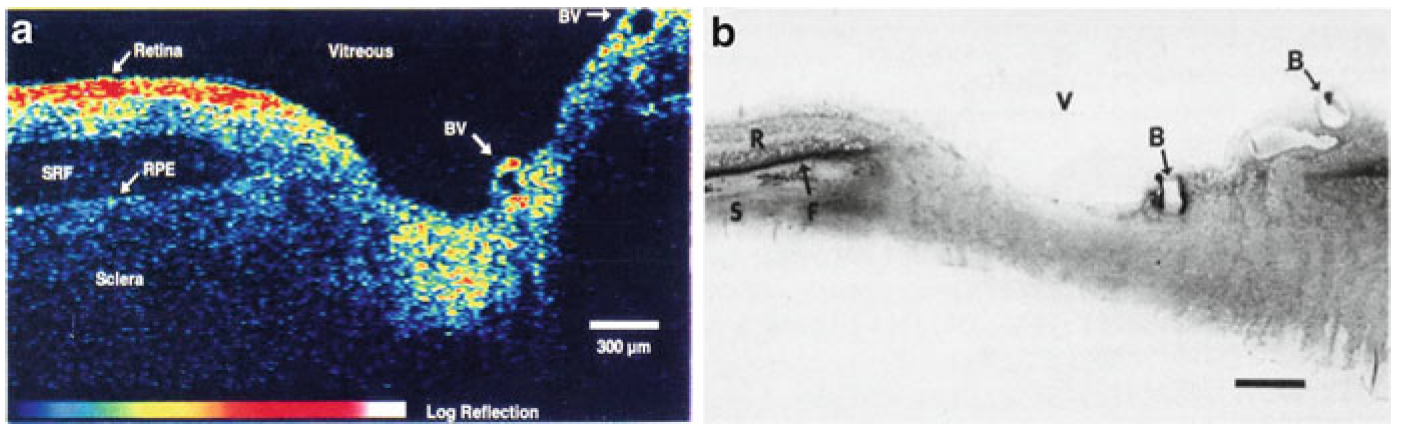 a
BV
Retina
Vitreous
BV
SRF
RPE
Sclera
300 μm
Log Reflection
b
B
V
R
B
S
F